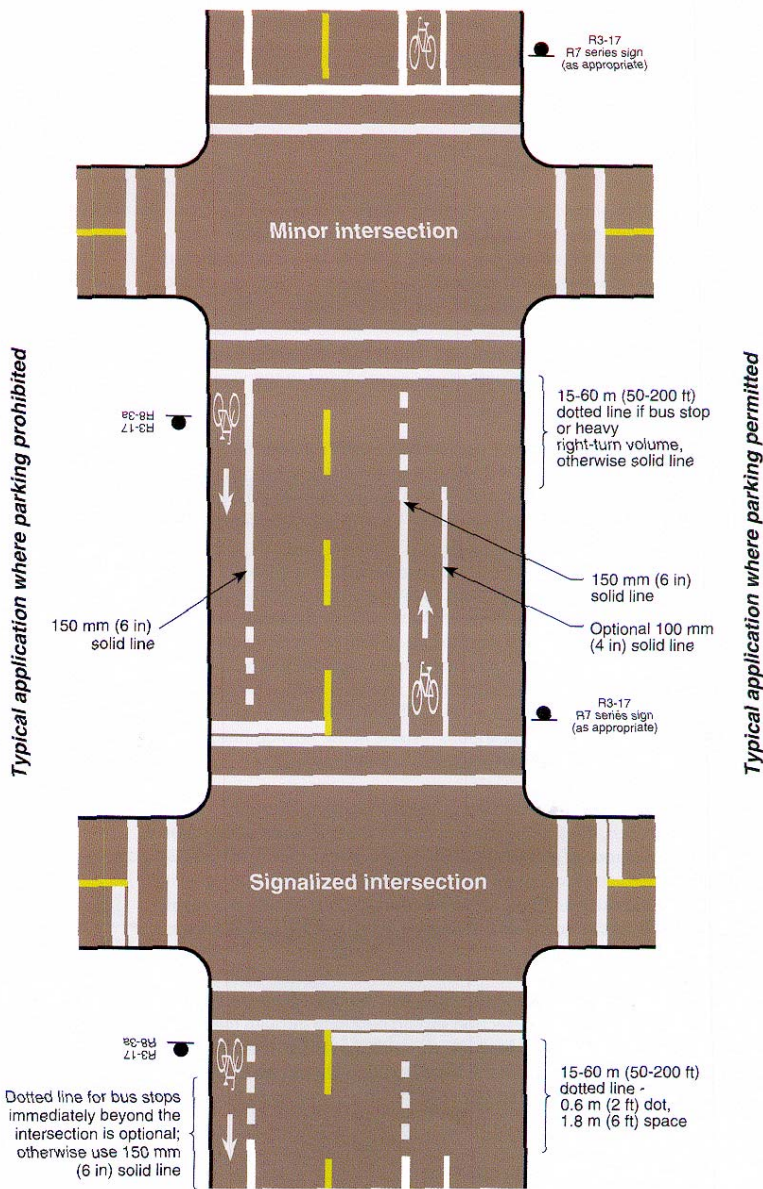 R3-17
R7 series sign
(as appropriate)
Minor intersection
Typical application where parking prohibited
Typical application where parking permitted
R3-17
R8-3a
15-60 m (50-200 ft)
dotted line if bus stop
or heavy
right-turn volume,
otherwise solid line
150 mm (6 in)
solid line
150 mm (6 in)
solid line
Optional 100 mm
(4 in) solid line
R3-17
R7 series sign
(as appropriate)
Signalized intersection
R3-17
R8-3a
Dotted line for bus stops
immediately beyond the
intersection is optional;
otherwise use 150 mm
(6 in) solid line
15-60 m (50-200 ft)
dotted line -
0.6 m (2 ft) dot,
1.8 m (6 ft) space